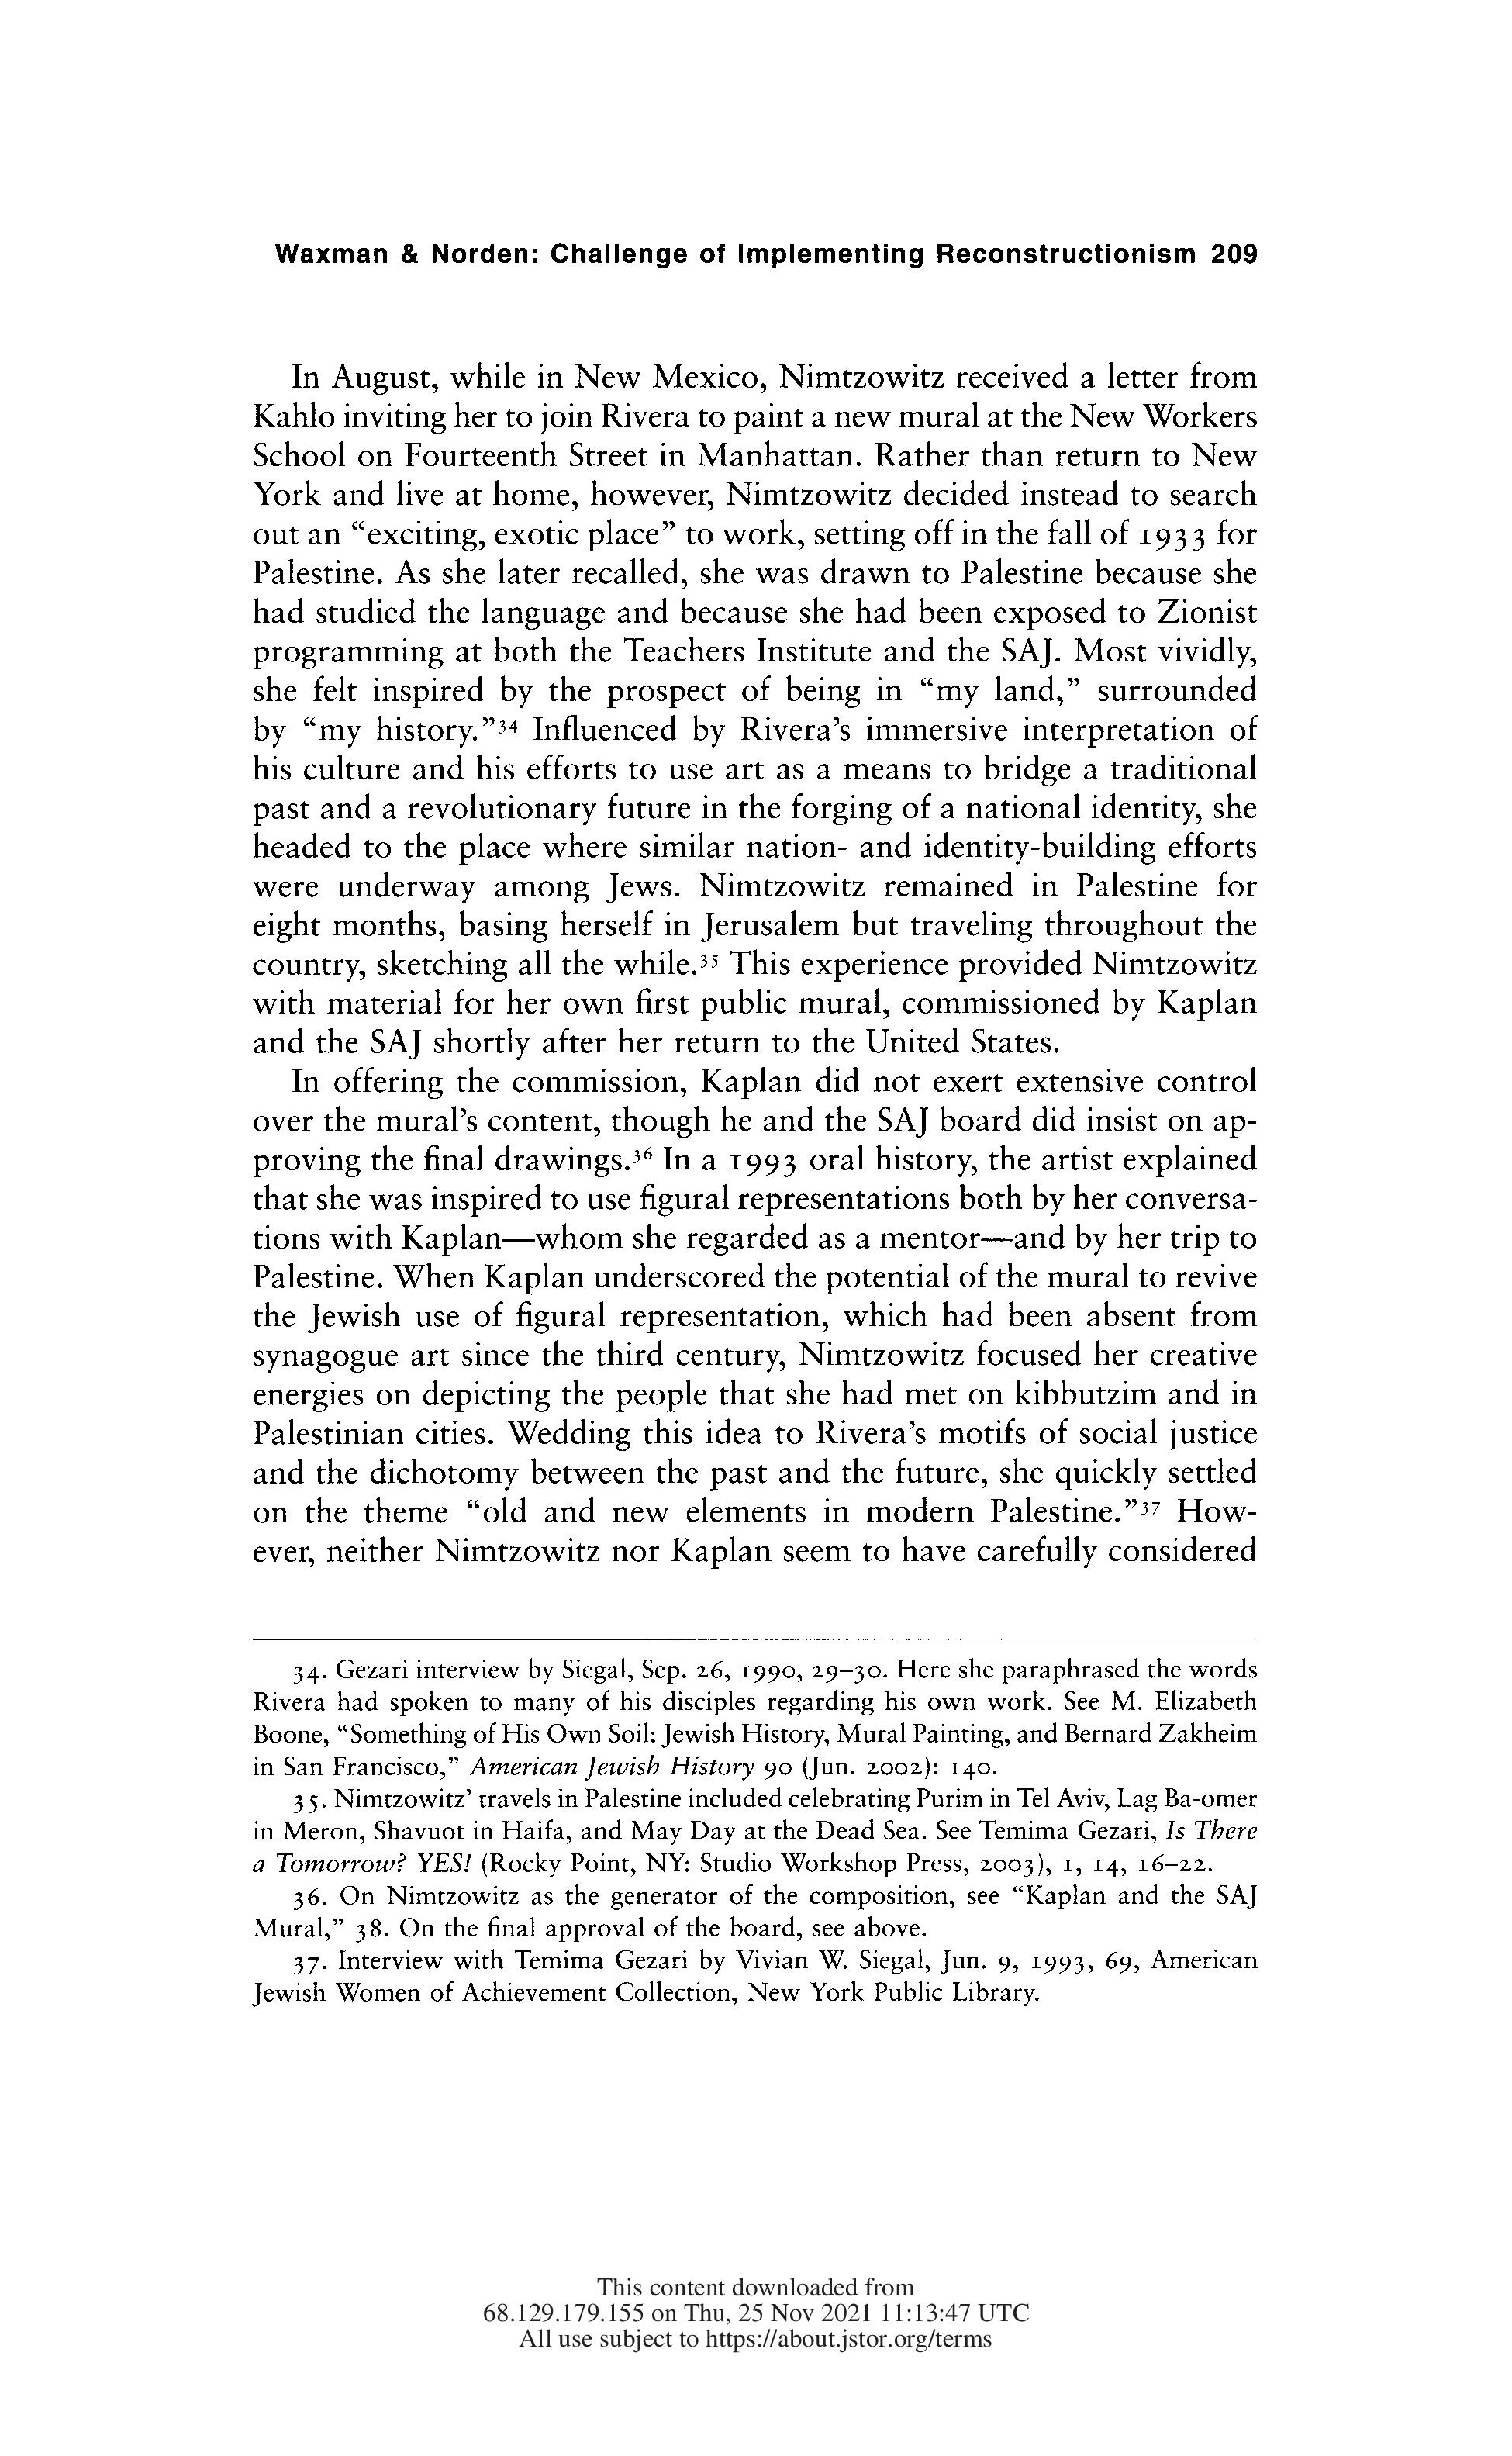 Waxman & Norden: Challenge of Implementing Reconstructionism 209
In August, while in New Mexico, Nimtzowitz received a letter from
Kahlo inviting her to join Rivera to paint a new mural at the New Workers
School on Fourteenth Street in Manhattan. Rather than return to New
York and live at home, however, Nimtzowitz decided instead to search
out an “exciting, exotic place” to work, setting off in the fall of 1933 for
Palestine. As she later recalled, she was drawn to Palestine because she
had studied the language and because she had been exposed to Zionist
programming at both the Teachers Institute and the SAJ. Most vividly,
she felt inspired by the prospect of being in “my land,” surrounded
by “my history.”34 Influenced by Rivera’s immersive interpretation of
his culture and his efforts to use art as a means to bridge a traditional
past and a revolutionary future in the forging of a national identity, she
headed to the place where similar nation- and identity-building efforts
were underway among Jews. Nimtzowitz remained in Palestine for
eight months, basing herself in Jerusalem but traveling throughout the
country, sketching all the while.35 This experience provided Nimtzowitz
with material for her own first public mural, commissioned by Kaplan
and the SAJ shortly after her return to the United States.
In offering the commission, Kaplan did not exert extensive control
over the mural’s content, though he and the SAJ board did insist on ap-
proving the final drawings.36 In a 1993 oral history, the artist explained
that she was inspired to use figural representations both by her conversa-
tions with Kaplan—whom she regarded as a mentor—and by her trip to
Palestine. When Kaplan underscored the potential of the mural to revive
the Jewish use of figural representation, which had been absent from
synagogue art since the third century, Nimtzowitz focused her creative
energies on depicting the people that she had met on kibbutzim and in
Palestinian cities. Wedding this idea to Rivera’s motifs of social justice
and the dichotomy between the past and the future, she quickly settled
on the theme “old and new elements in modern Palestine.”37 How-
ever, neither Nimtzowitz nor Kaplan seem to have carefully considered
34. Gezari interview by Siegal, Sep. 26, 1990, 29–30. Here she paraphrased the words
Rivera had spoken to many of his disciples regarding his own work. See M. Elizabeth
Boone, “Something of His Own Soil: Jewish History, Mural Painting, and Bernard Zakheim
in San Francisco,” American Jewish History 90 (Jun. 2002): 140.
35. Nimtzowitz’ travels in Palestine included celebrating Purim in Tel Aviv, Lag Ba-omer
in Meron, Shavuot in Haifa, and May Day at the Dead Sea. See Temima Gezari, Is There
a Tomorrow? YES! (Rocky Point, NY: Studio Workshop Press, 2003), 1, 14, 16–22.
36. On Nimtzowitz as the generator of the composition, see “Kaplan and the SAJ
Mural,” 38. On the final approval of the board, see above.
37. Interview with Temima Gezari by Vivian W. Siegal, Jun. 9, 1993, 69, American
Jewish Women of Achievement Collection, New York Public Library.
This content downloaded from
68.129.179.155 on Thu, 25 Nov 2021 11:13:47 UTC
All use subject to https://about.jstor.org/terms